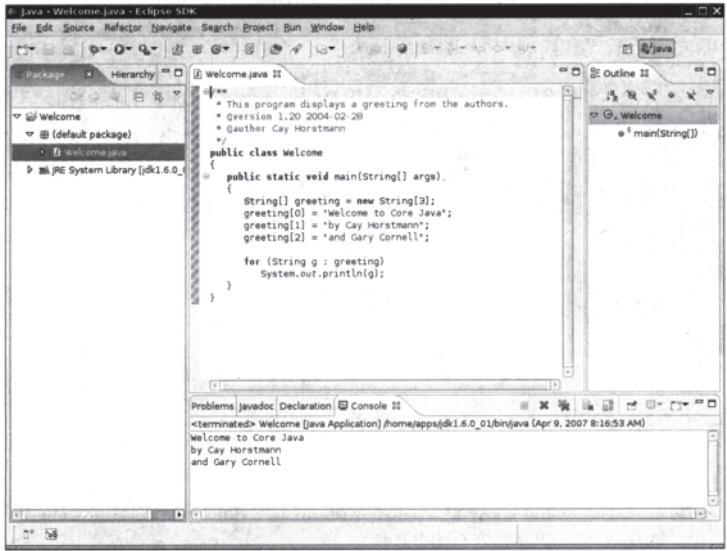 Java - Welcome.java - Eclipse SDK
File Edit Source Refactor Navigate Search Project Run Window Help
Java
Package
Hierarchy
Welcome
(default package)
Welcome.java
JRE System Library [jdk1.6.0_
Welcome.java
/**
* This program displays a greeting from the authors.
* @version 1.20 2004-02-28
* @author Cay Horstmann
*/
public class Welcome
{
public static void main(String[] args)
{
String[] greeting = new String[3];
greeting[0] = "Welcome to Core Java";
greeting[1] = "by Cay Horstmann";
greeting[2] = "and Gary Cornell";
for (String g : greeting)
System.out.println(g);
}
}
Outline
Welcome
main(String[])
Problems Javadoc Declaration Console
<terminated> Welcome [Java Application] /home/apps/jdk1.6.0_01/bin/java (Apr 9, 2007 8:16:53 AM)
Welcome to Core Java
by Cay Horstmann
and Gary Cornell